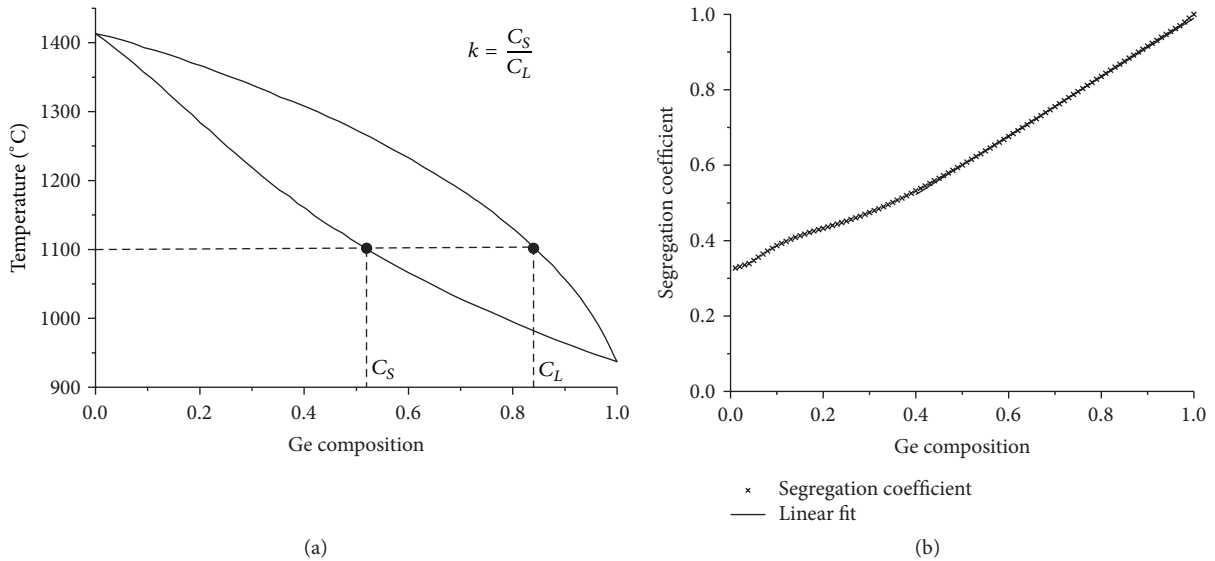 1400
1300
1200
1100
1000
900
Temperature (°C)
k = C_S / C_L
C_S
C_L
0.0 0.2 0.4 0.6 0.8 1.0
Ge composition
(a)
1.0
0.8
0.6
0.4
0.2
0.0
Segregation coefficient
0.0 0.2 0.4 0.6 0.8 1.0
Ge composition
× Segregation coefficient
Linear fit
(b)